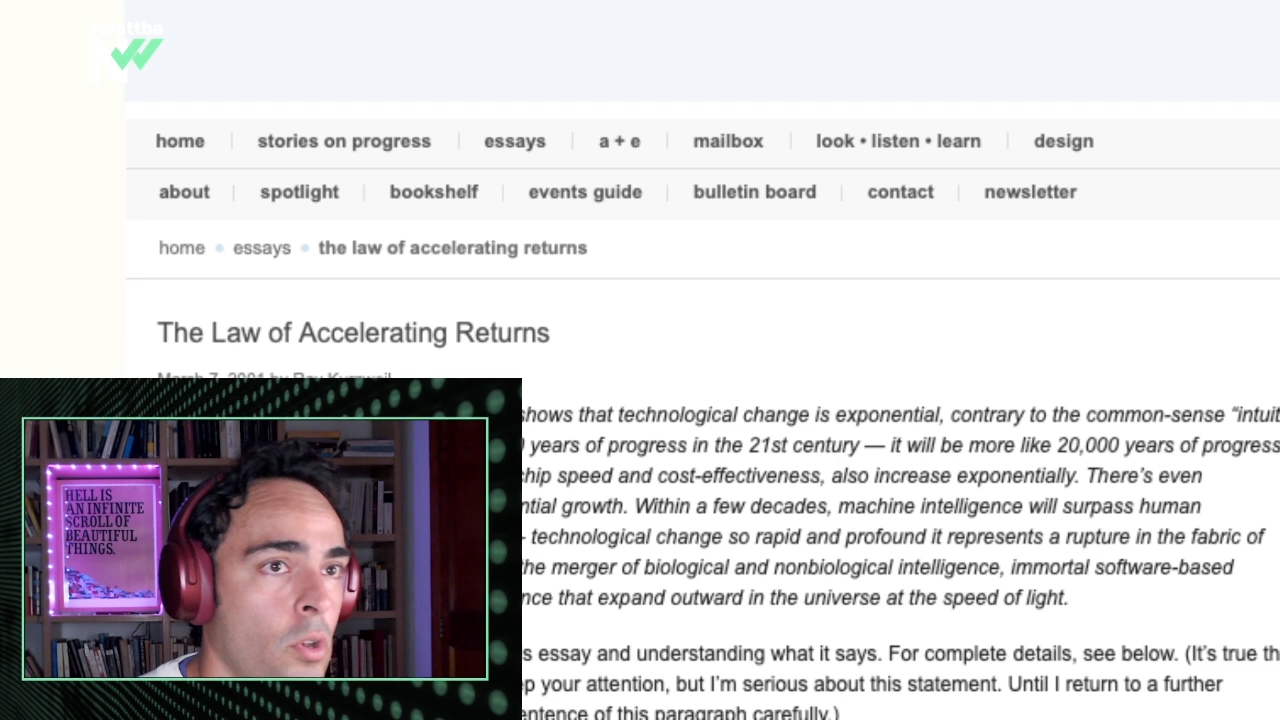 home stories on progress essays a + e mailbox look • listen • learn design
about spotlight bookshelf events guide bulletin board contact newsletter
home • essays • the law of accelerating returns
The Law of Accelerating Returns
March 7, 2001 by Ray Kurzweil
shows that technological change is exponential, contrary to the common-sense “intuit
years of progress in the 21st century — it will be more like 20,000 years of progress
chip speed and cost-effectiveness, also increase exponentially. There’s even
ntial growth. Within a few decades, machine intelligence will surpass human
- technological change so rapid and profound it represents a rupture in the fabric of
the merger of biological and nonbiological intelligence, immortal software-based
nce that expand outward in the universe at the speed of light.
s essay and understanding what it says. For complete details, see below. (It’s true th
ep your attention, but I’m serious about this statement. Until I return to a further
entence of this paragraph carefully.)
HELL IS
AN INFINITE
SCROLL OF
BEAUTIFUL
THINGS.